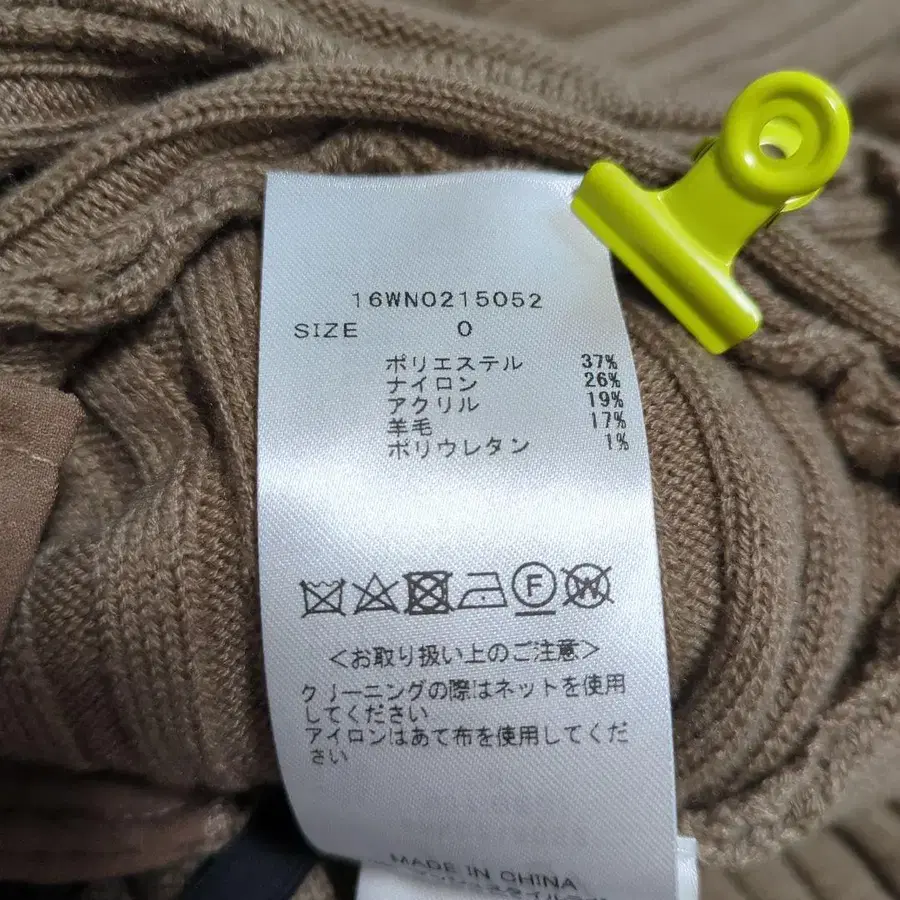 16WN0215052
SIZE 0
ポリエステル 37%
ナイロン 26%
アクリル 19%
羊毛 17%
ポリウレタン 1%
F W
<お取り扱い上のご注意>
クリーニングの際はネットを使用
してください
アイロンはあて布を使用してくだ
さい
MADE IN CHINA